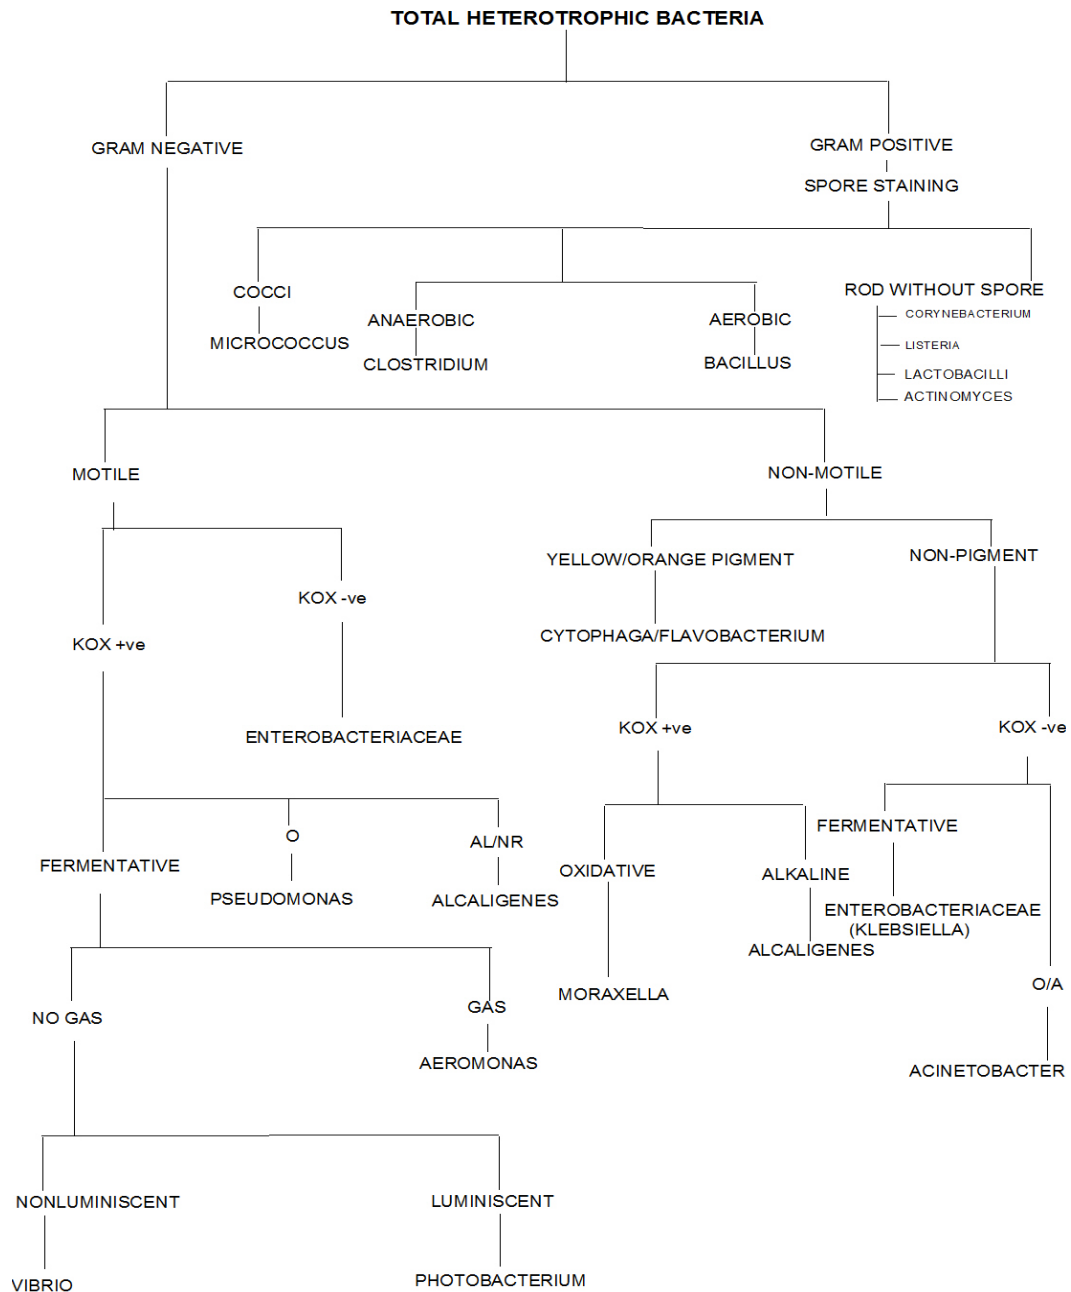 TOTAL HETEROTROPHIC BACTERIA
GRAM NEGATIVE
GRAM POSITIVE
SPORE STAINING
COCCI
MICROCOCCUS
ANAEROBIC
CLOSTRIDIUM
AEROBIC
BACILLUS
ROD WITHOUT SPORE
CORYNEBACTERIUM
LISTERIA
LACTOBACILLI
ACTINOMYCES
MOTILE
NON-MOTILE
KOX +ve
KOX -ve
ENTEROBACTERIACEAE
YELLOW/ORANGE PIGMENT
NON-PIGMENT
CYTOPHAGA/FLAVOBACTERIUM
KOX +ve
KOX -ve
FERMENTATIVE
O
PSEUDOMONAS
AL/NR
ALCALIGENES
OXIDATIVE
MORAXELLA
ALKALINE
ALCALIGENES
FERMENTATIVE
ENTEROBACTERIACEAE
(KLEBSIELLA)
O/A
ACINETOBACTER
NO GAS
GAS
AEROMONAS
NONLUMINISCENT
LUMINISCENT
VIBRIO
PHOTOBACTERIUM